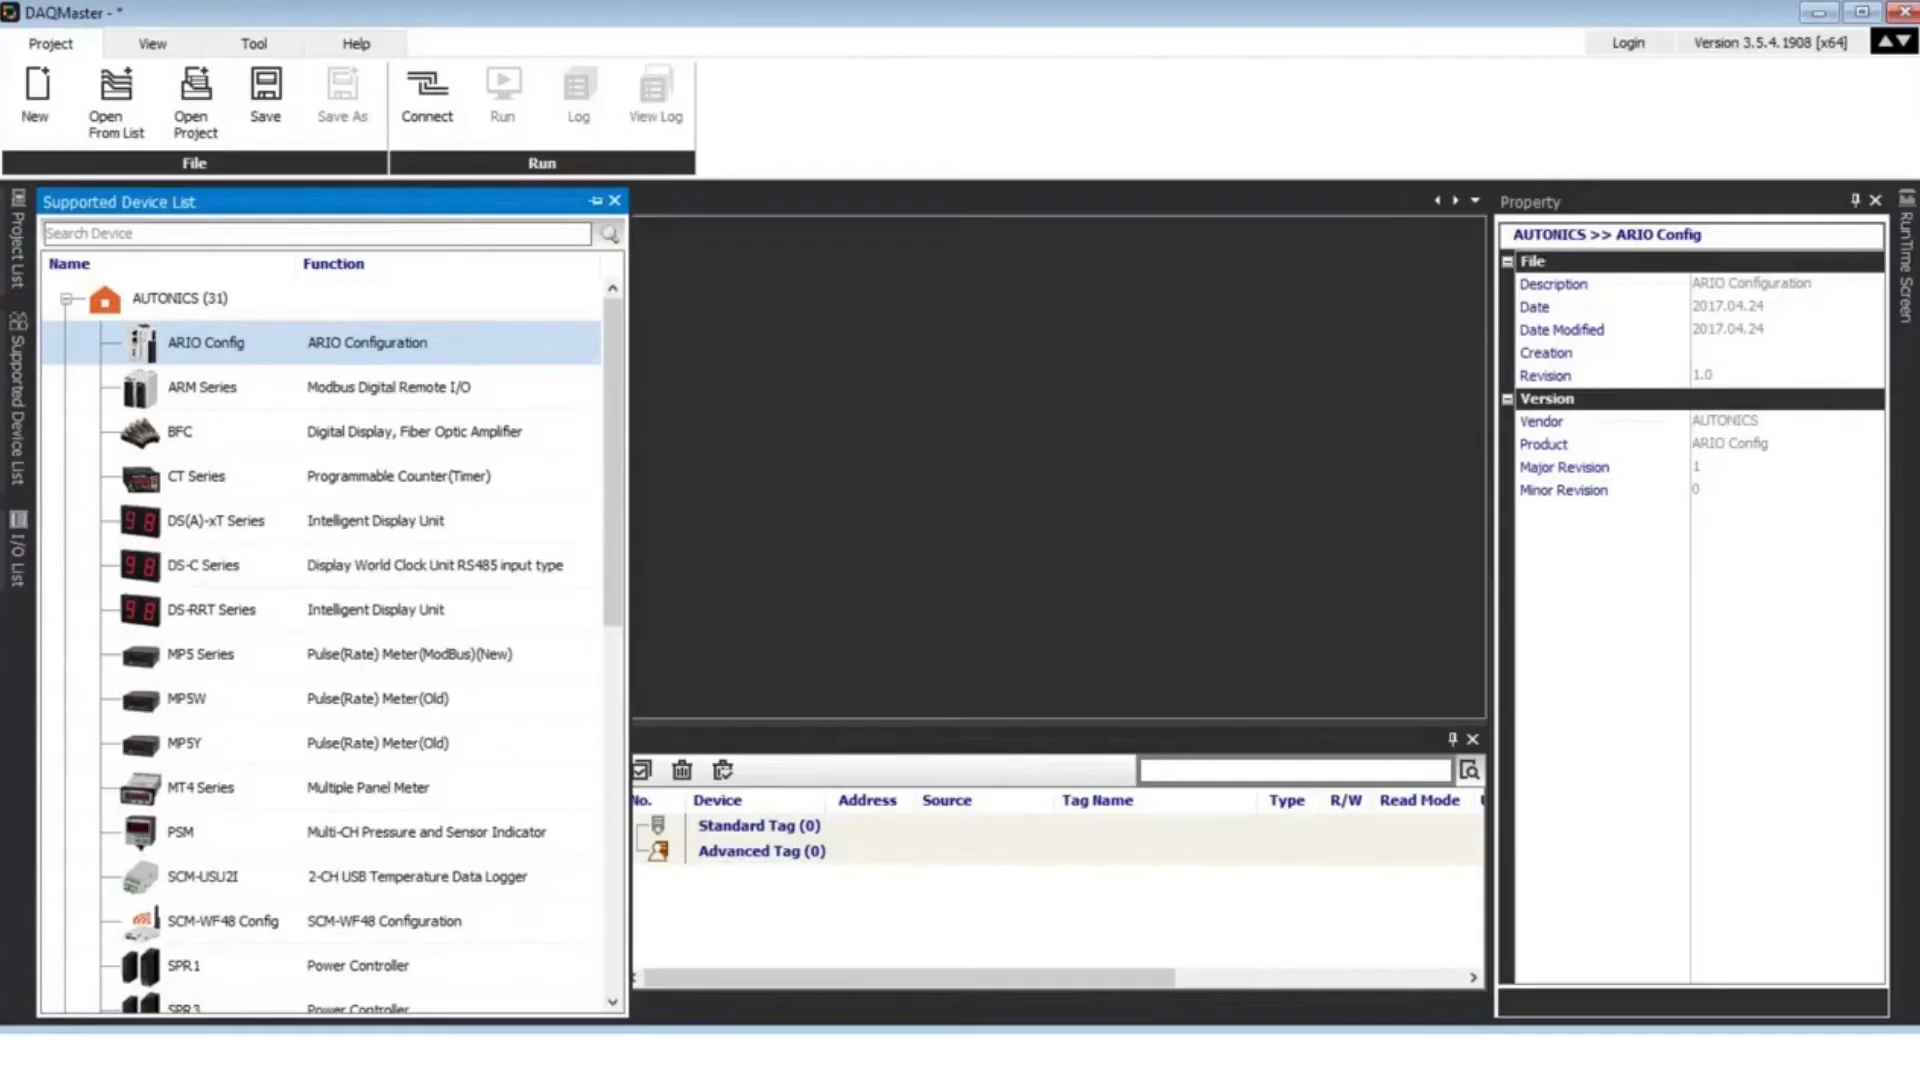 DAQMaster - *
Project View Tool Help
Login Version 3.5.4.1908 [x64]
New
Open From List
Open Project
Save
Save As
Connect
Run
Log
View Log
File
Run
Project List
Supported Device List
I/O List
Supported Device List
Search Device
Name Function
AUTONICS (31)
ARIO Config ARIO Configuration
ARM Series Modbus Digital Remote I/O
BFC Digital Display, Fiber Optic Amplifier
CT Series Programmable Counter(Timer)
DS(A)-xT Series Intelligent Display Unit
DS-C Series Display World Clock Unit RS485 input type
DS-RRT Series Intelligent Display Unit
MP5 Series Pulse(Rate) Meter(ModBus)(New)
MP5W Pulse(Rate) Meter(Old)
MP5Y Pulse(Rate) Meter(Old)
MT4 Series Multiple Panel Meter
PSM Multi-CH Pressure and Sensor Indicator
SCM-USU2I 2-CH USB Temperature Data Logger
SCM-WF48 Config SCM-WF48 Configuration
SPR1 Power Controller
SPR3 Power Controller
No. Device Address Source Tag Name Type R/W Read Mode
Standard Tag (0)
Advanced Tag (0)
Property
AUTONICS >> ARIO Config
File
Description ARIO Configuration
Date 2017.04.24
Date Modified 2017.04.24
Creation
Revision 1.0
Version
Vendor AUTONICS
Product ARIO Config
Major Revision 1
Minor Revision 0
RunTime Screen